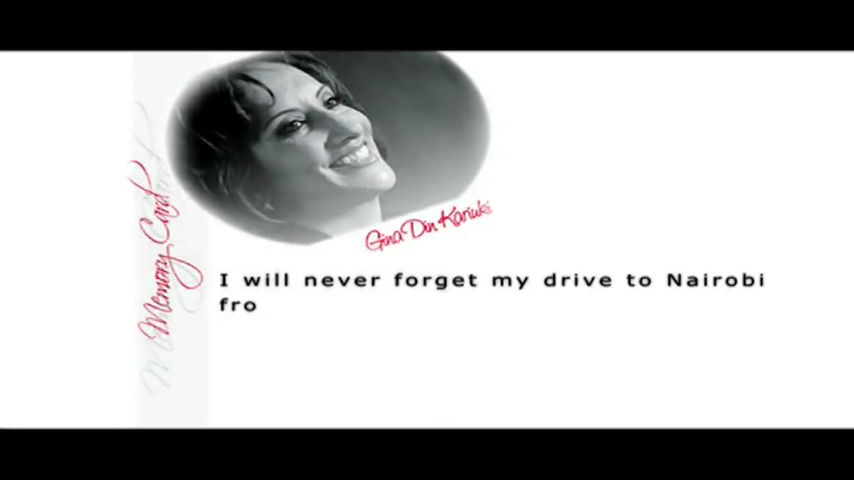 Gina Din Kariuki
Memory Card
I will never forget my drive to Nairobi
fro